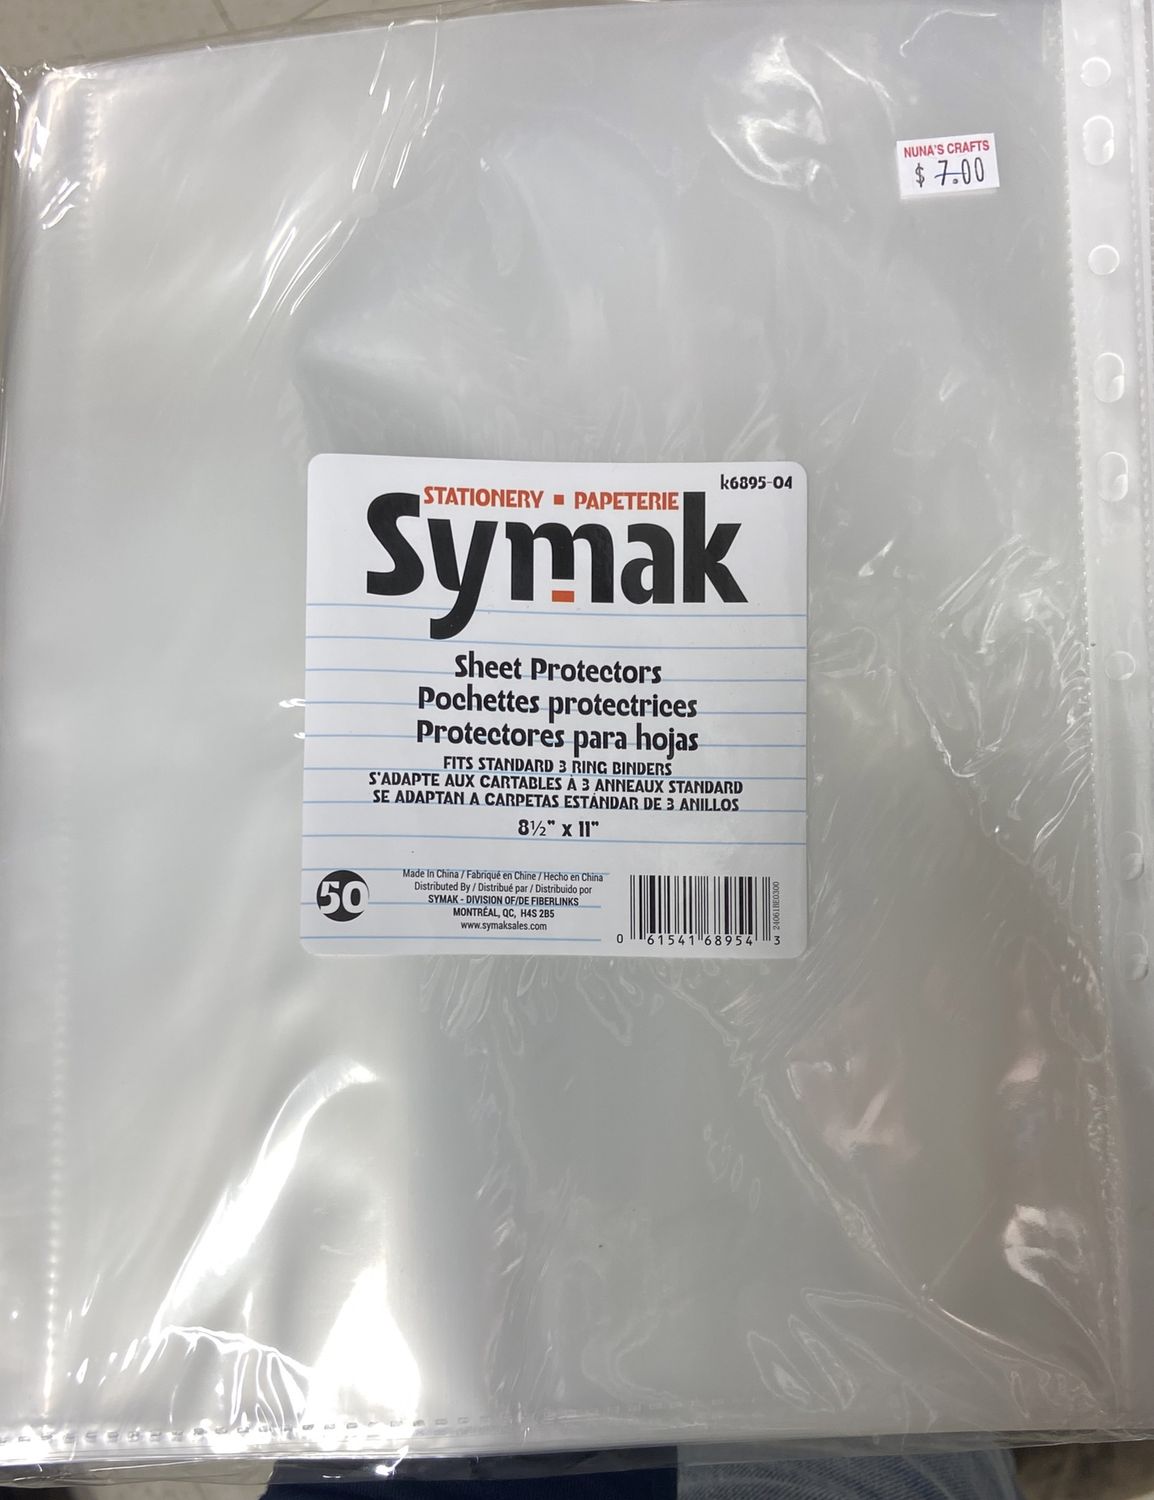 NUNA'S CRAFTS
$ 7.00
k6895-04
STATIONERY ▪ PAPETERIE
Symak
Sheet Protectors
Pochettes protectrices
Protectores para hojas
FITS STANDARD 3 RING BINDERS
S'ADAPTE AUX CARTABLES À 3 ANNEAUX STANDARD
SE ADAPTAN A CARPETAS ESTÁNDAR DE 3 ANILLOS
8½" x 11"
50
Made In China / Fabriqué en Chine / Hecho en China
Distributed By / Distribué par / Distribuido por
SYMAK - DIVISION OF/DE FIBERLINKS
MONTRÉAL, QC, H4S 2B5
www.symaksales.com
0 61541 68954 3
24061BE0300